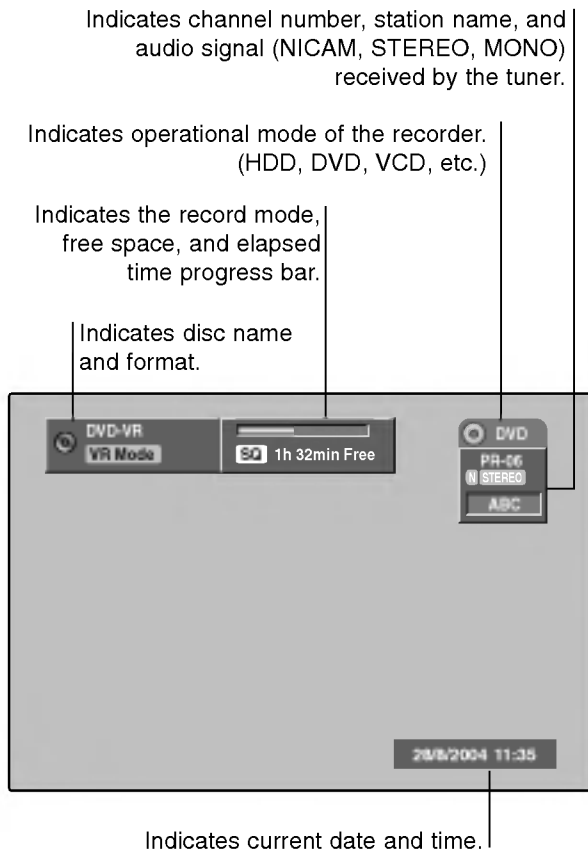 Indicates channel number, station name, and
audio signal (NICAM, STEREO, MONO)
received by the tuner.
Indicates operational mode of the recorder.
(HDD, DVD, VCD, etc.)
Indicates the record mode,
free space, and elapsed
time progress bar.
Indicates disc name
and format.
DVD-VR
VR Mode
SQ 1h 32min Free
DVD
PR-06
N STEREO
ABC
28/8/2004 11:35
Indicates current date and time.